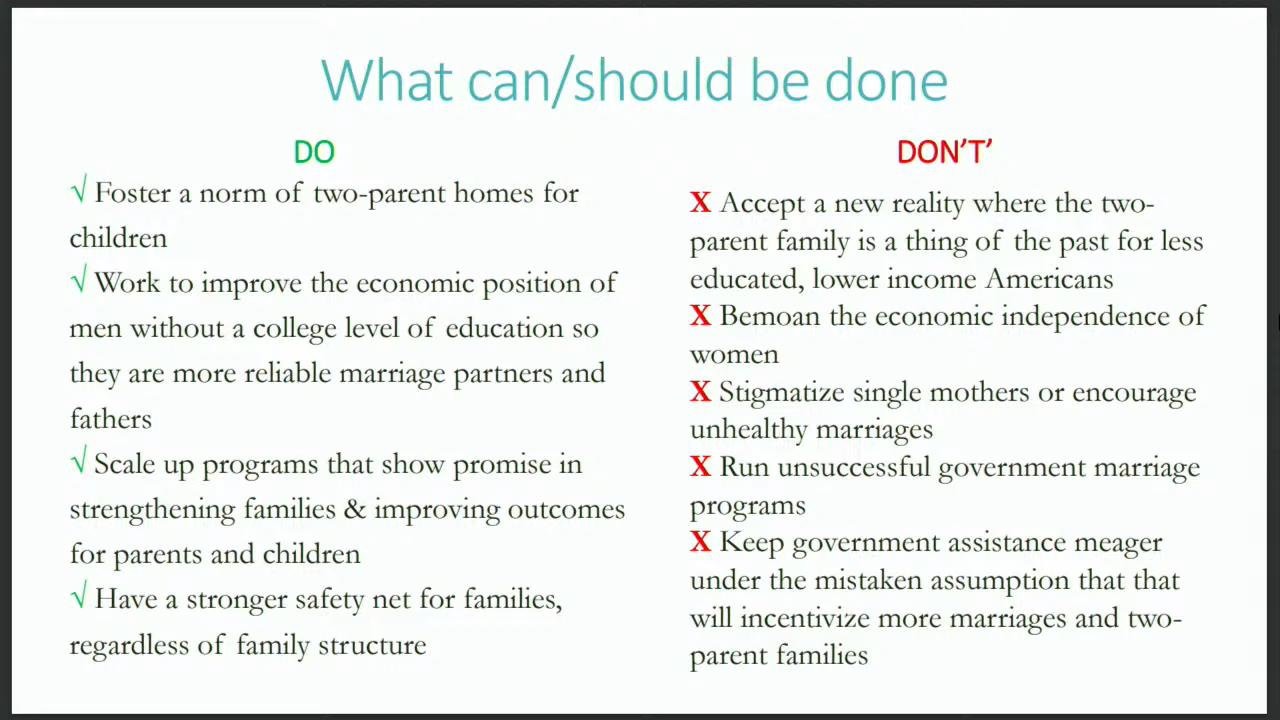 What can/should be done
DO
√ Foster a norm of two-parent homes for
children
√ Work to improve the economic position of
men without a college level of education so
they are more reliable marriage partners and
fathers
√ Scale up programs that show promise in
strengthening families & improving outcomes
for parents and children
√ Have a stronger safety net for families,
regardless of family structure
DON’T’
X Accept a new reality where the two-
parent family is a thing of the past for less
educated, lower income Americans
X Bemoan the economic independence of
women
X Stigmatize single mothers or encourage
unhealthy marriages
X Run unsuccessful government marriage
programs
X Keep government assistance meager
under the mistaken assumption that that
will incentivize more marriages and two-
parent families